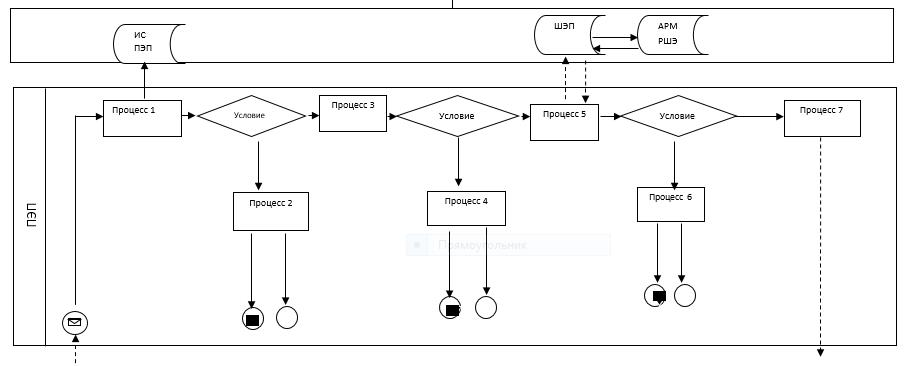 ИС
ПЭП
ШЭП
АРМ
РШЭ
Процесс 1
Условие
Процесс 3
Условие
Процесс 5
Условие
Процесс 7
ПЭП
Процесс 2
Процесс 4
Процесс 6
Прямоугольник